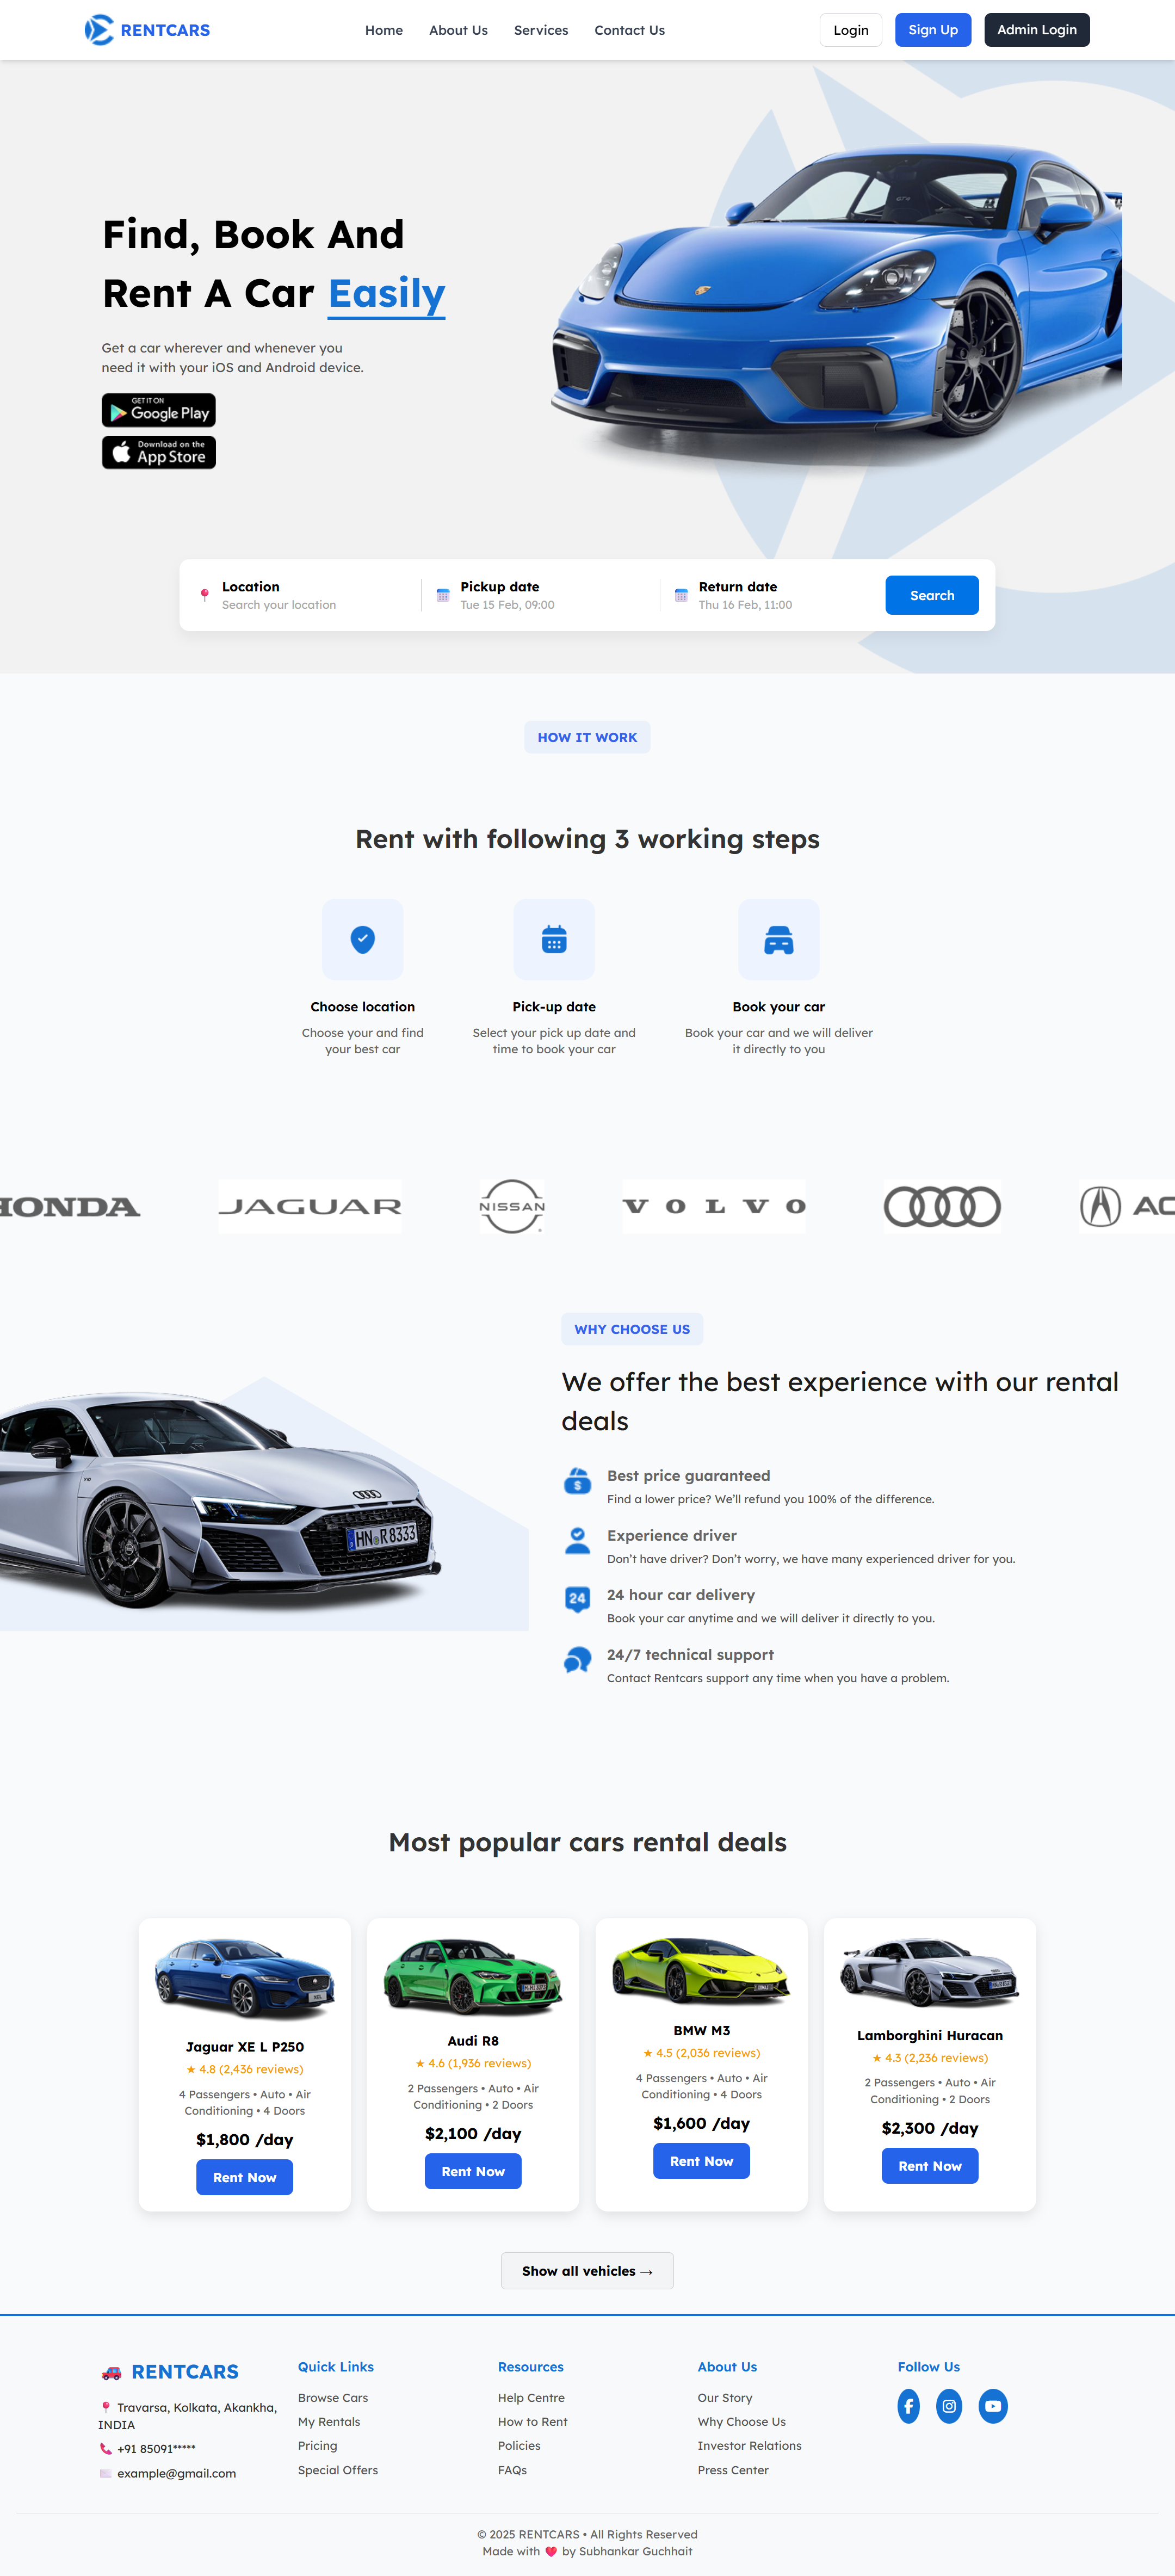 RENTCARS
Home
About Us
Services
Contact Us
Login
Sign Up
Admin Login
Find, Book And
Rent A Car Easily
Get a car wherever and whenever you
need it with your iOS and Android device.
GET IT ON
Google Play
Download on the
App Store
Location
Search your location
Pickup date
Tue 15 Feb, 09:00
Return date
Thu 16 Feb, 11:00
Search
HOW IT WORK
Rent with following 3 working steps
Choose location
Choose your and find
your best car
Pick-up date
Select your pick up date and
time to book your car
Book your car
Book your car and we will deliver
it directly to you
HONDA
JAGUAR
NISSAN
VOLVO
AC
WHY CHOOSE US
We offer the best experience with our rental
deals
HN R 8333
Best price guaranteed
Find a lower price? We’ll refund you 100% of the difference.
Experience driver
Don’t have driver? Don’t worry, we have many experienced driver for you.
24
24 hour car delivery
Book your car anytime and we will deliver it directly to you.
24/7 technical support
Contact Rentcars support any time when you have a problem.
Most popular cars rental deals
Jaguar XE L P250
★ 4.8 (2,436 reviews)
4 Passengers • Auto • Air
Conditioning • 4 Doors
$1,800 /day
Rent Now
Audi R8
★ 4.6 (1,936 reviews)
2 Passengers • Auto • Air
Conditioning • 2 Doors
$2,100 /day
Rent Now
BMW M3
★ 4.5 (2,036 reviews)
4 Passengers • Auto • Air
Conditioning • 4 Doors
$1,600 /day
Rent Now
Lamborghini Huracan
★ 4.3 (2,236 reviews)
2 Passengers • Auto • Air
Conditioning • 2 Doors
$2,300 /day
Rent Now
Show all vehicles →
RENTCARS
Travarsa, Kolkata, Akankha,
INDIA
+91 85091*****
example@gmail.com
Quick Links
Browse Cars
My Rentals
Pricing
Special Offers
Resources
Help Centre
How to Rent
Policies
FAQs
About Us
Our Story
Why Choose Us
Investor Relations
Press Center
Follow Us
© 2025 RENTCARS • All Rights Reserved
Made with ❤️ by Subhankar Guchhait